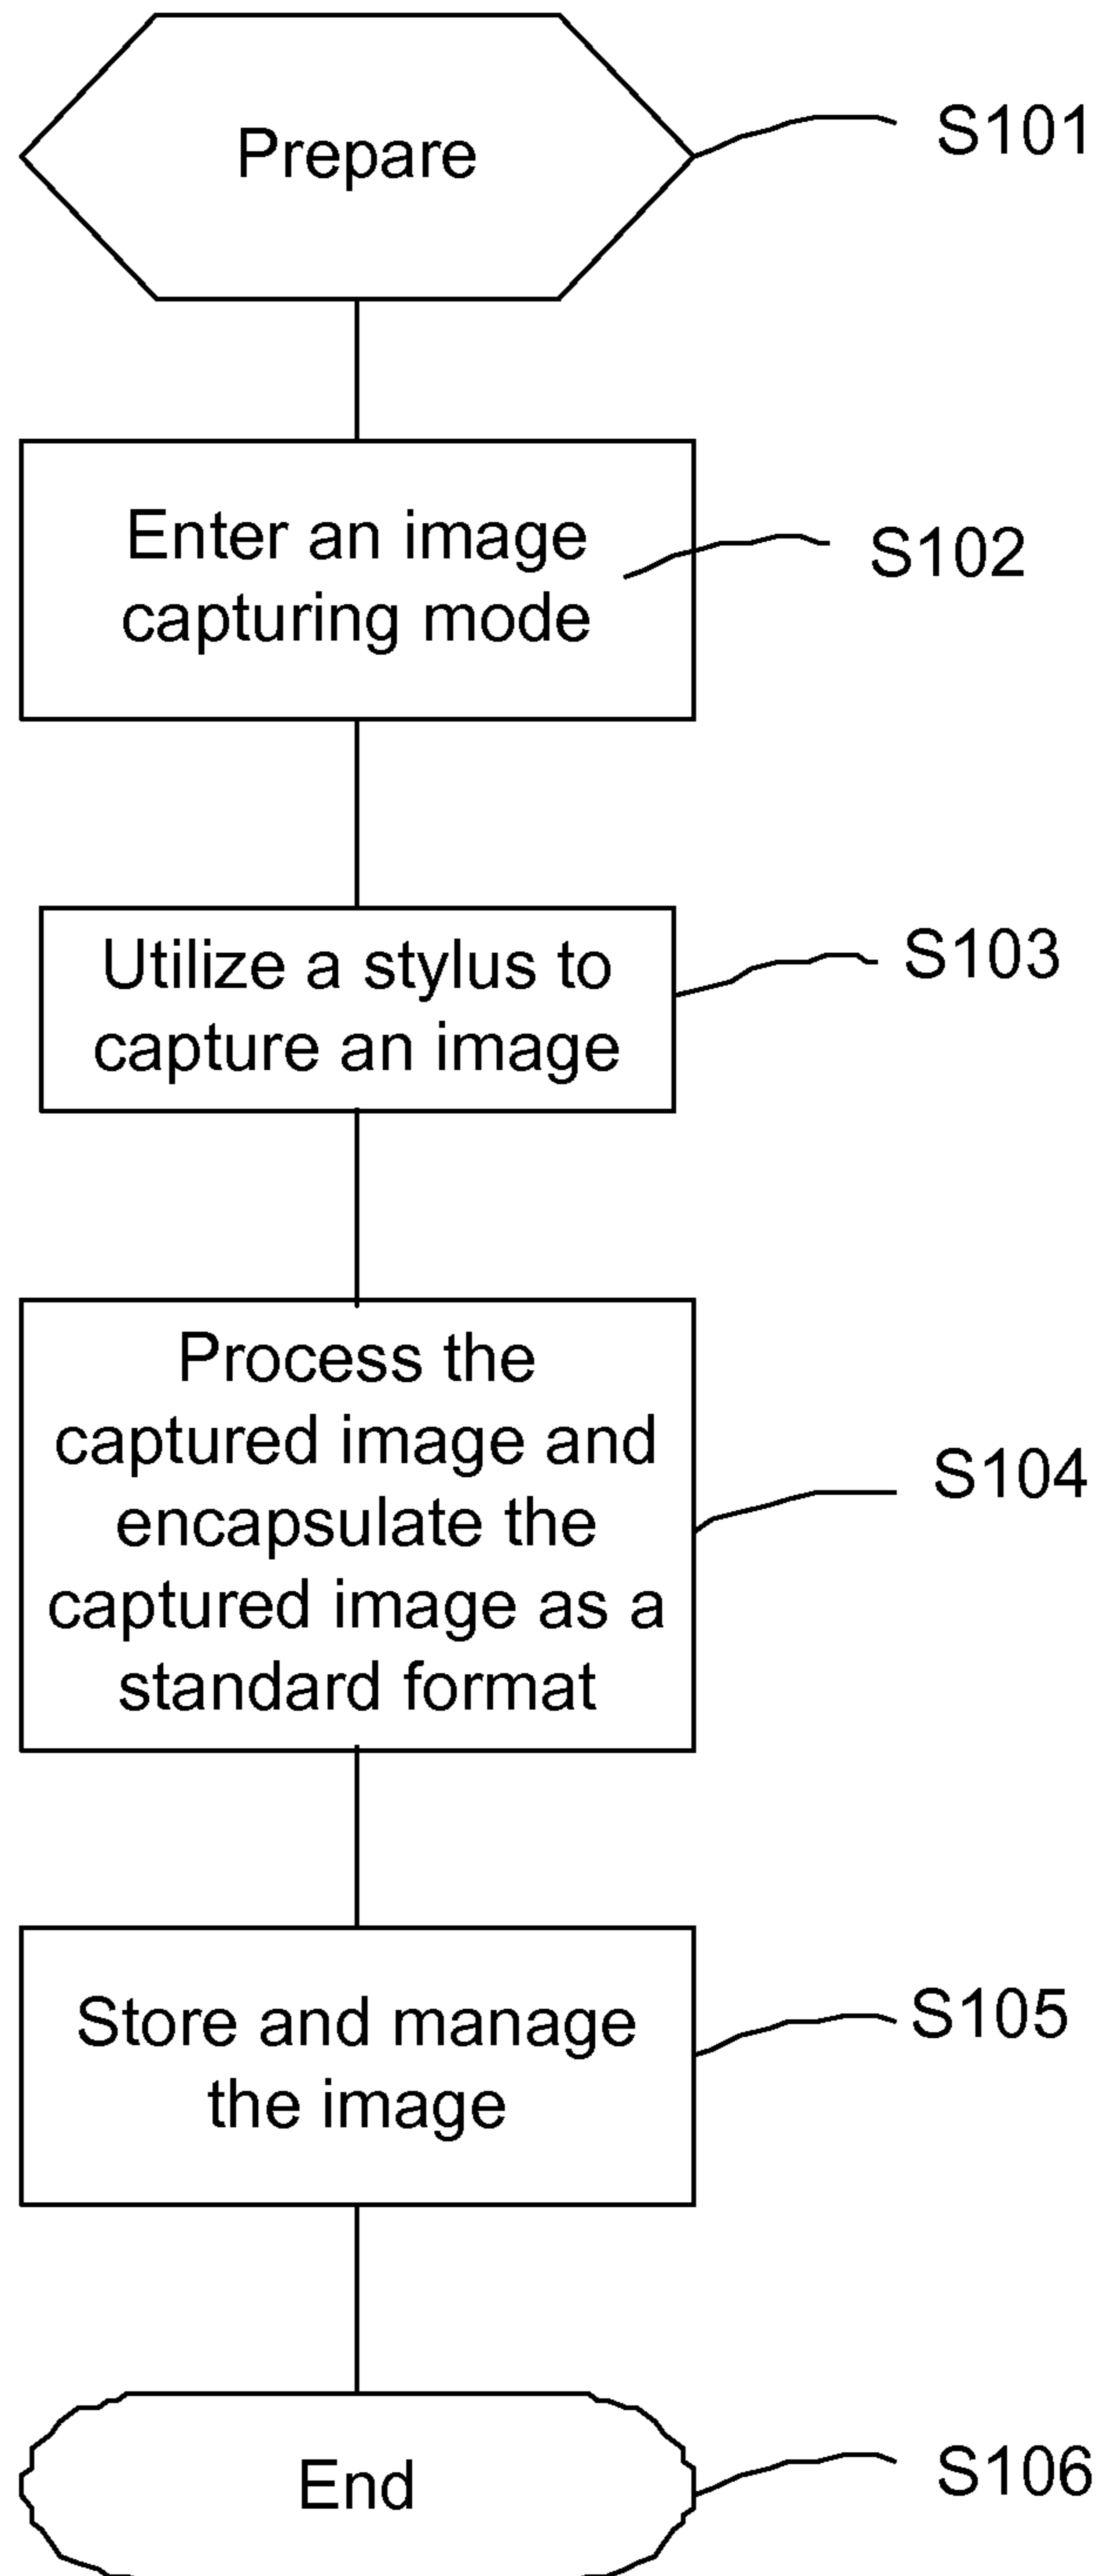 Prepare
S101
Enter an image
capturing mode
S102
Utilize a stylus to
capture an image
S103
Process the
captured image and
encapsulate the
captured image as a
standard format
S104
Store and manage
the image
S105
End
S106